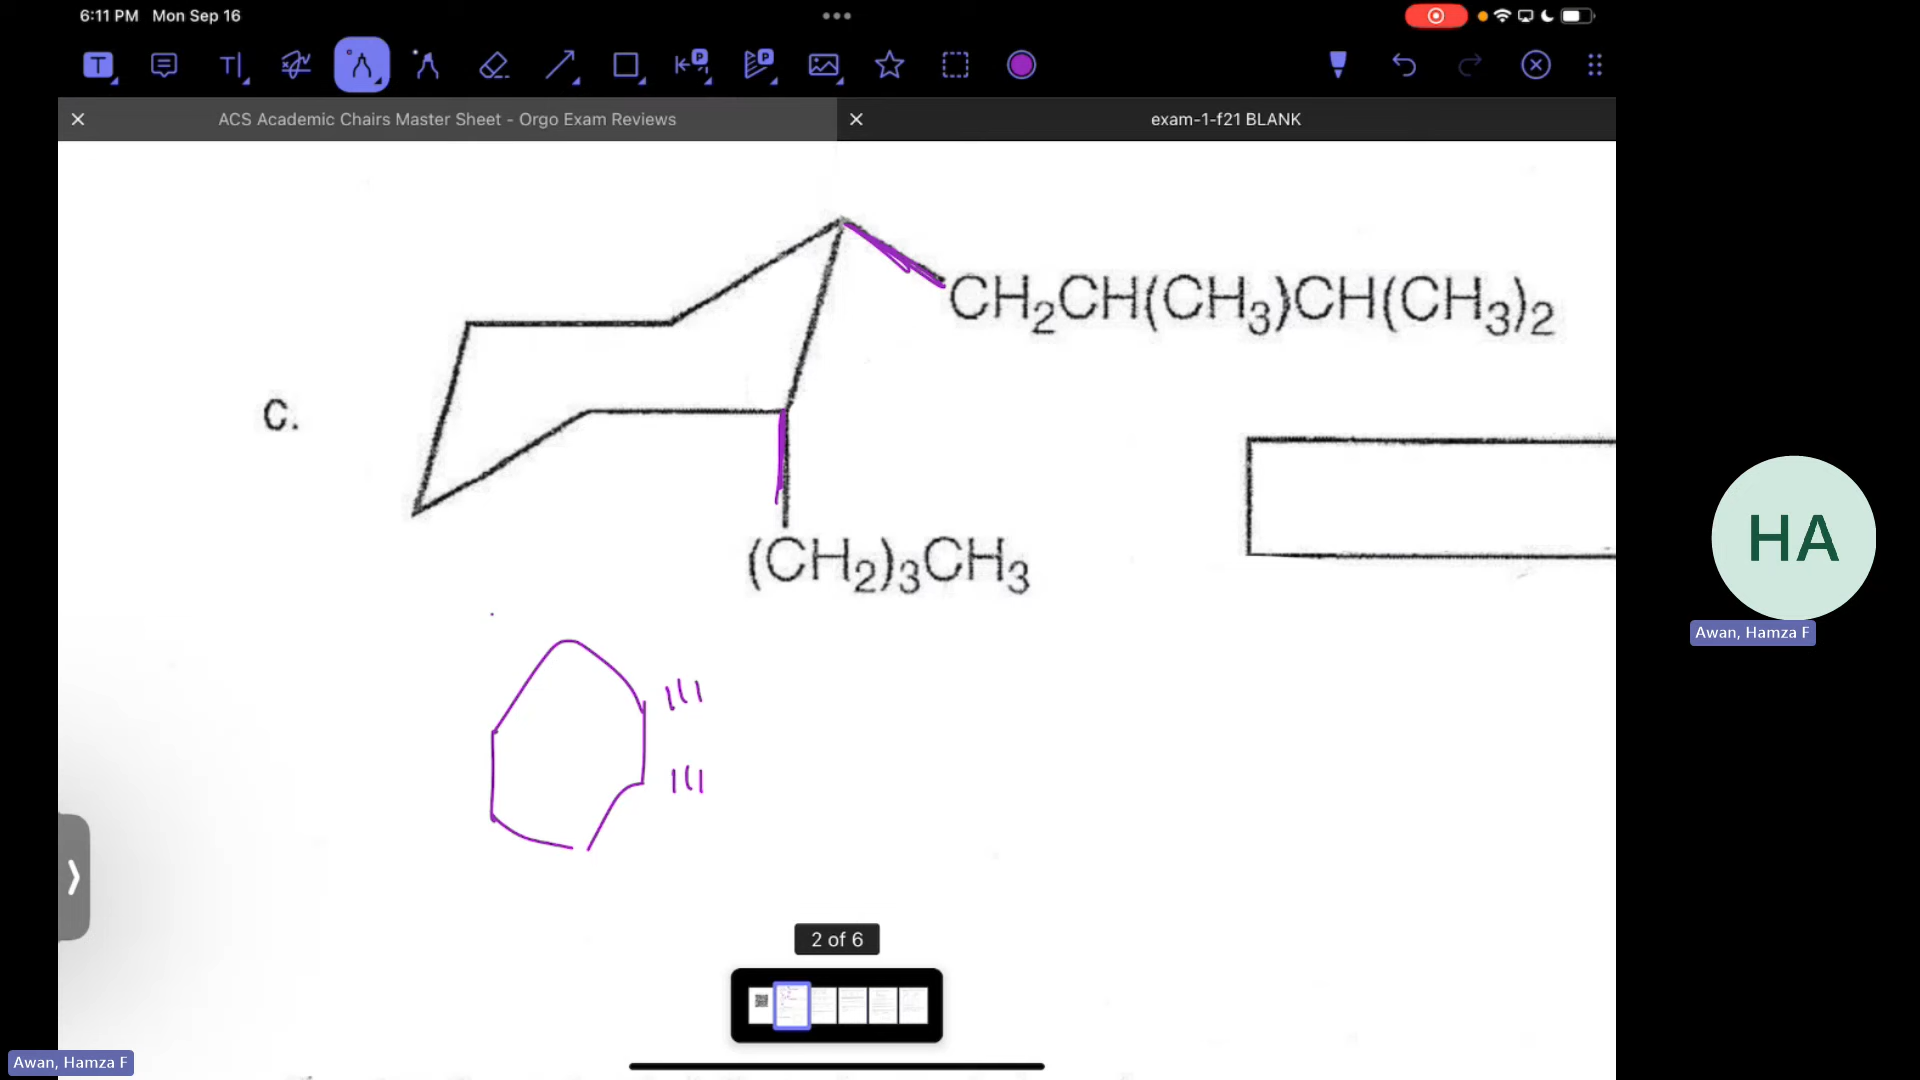 6:11 PM Mon Sep 16
ACS Academic Chairs Master Sheet - Orgo Exam Reviews
exam-1-f21 BLANK
CH₂CH(CH₃)CH(CH₃)₂
C.
(CH₂)₃CH₃
HA
Awan, Hamza F
2 of 6
Awan, Hamza F